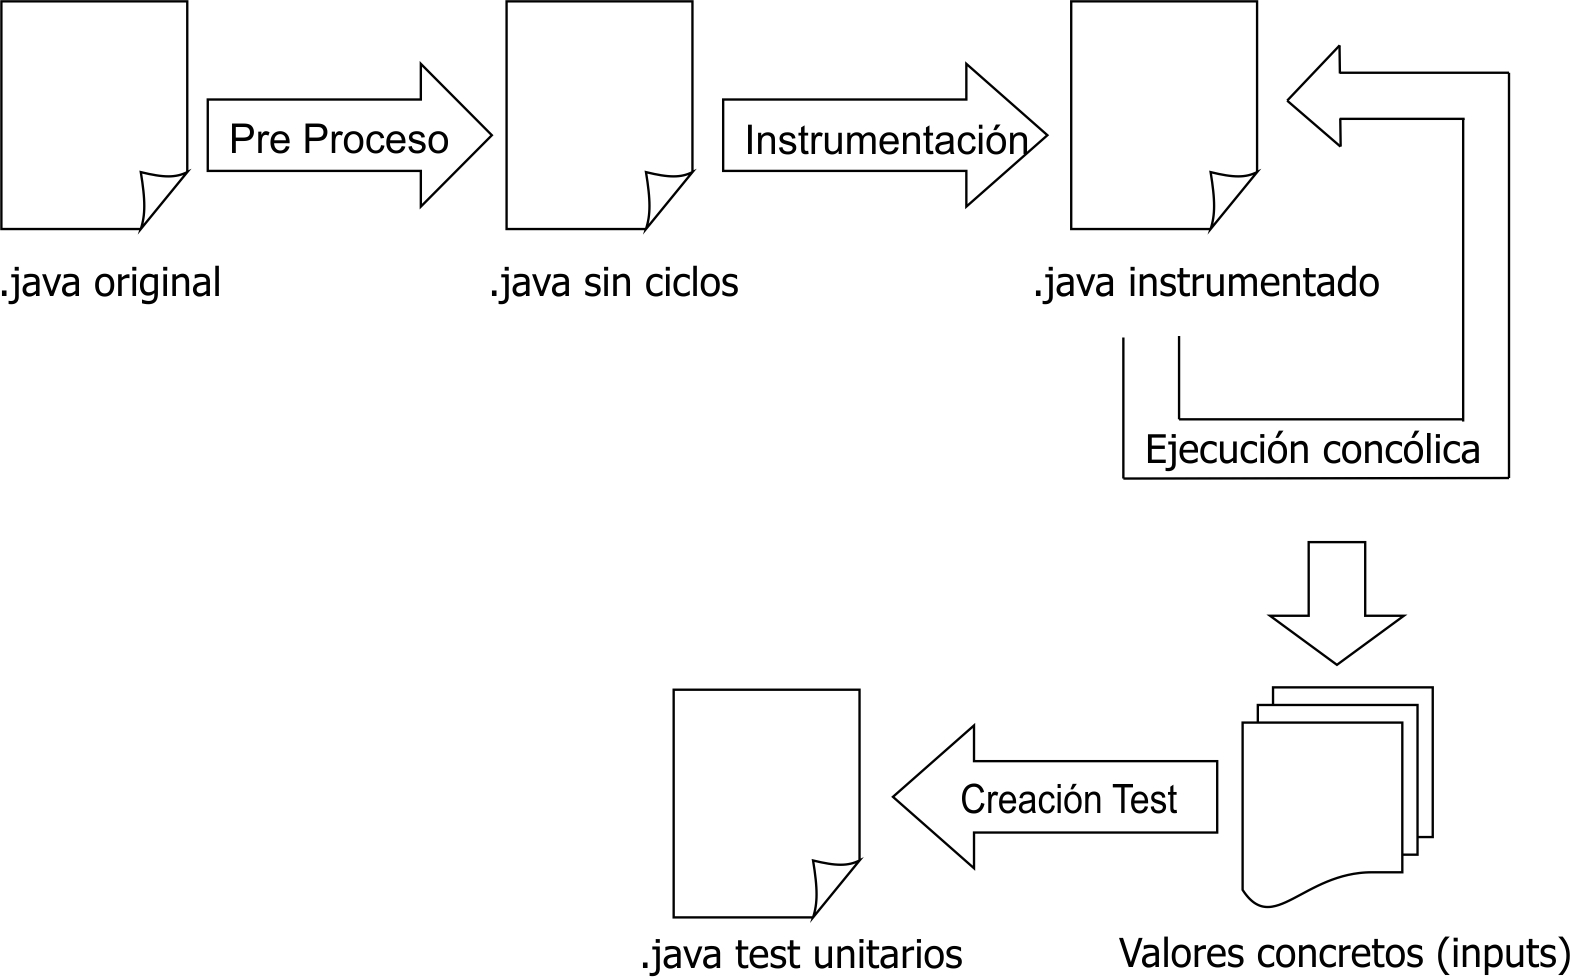 Pre Proceso
Instrumentación
.java original
.java sin ciclos
.java instrumentado
Ejecución concólica
Creación Test
.java test unitarios
Valores concretos (inputs)